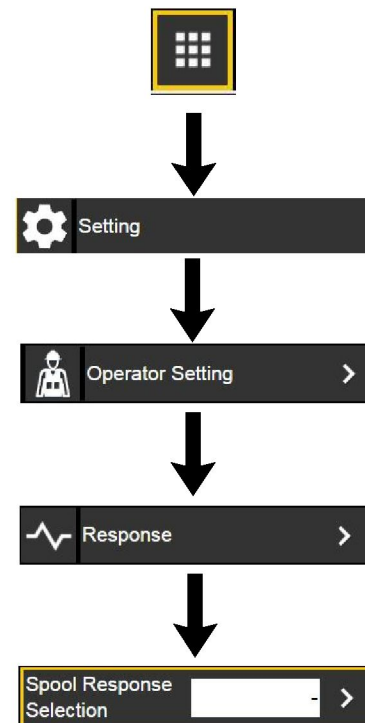 Setting
Operator Setting
Response
Spool Response
Selection
-